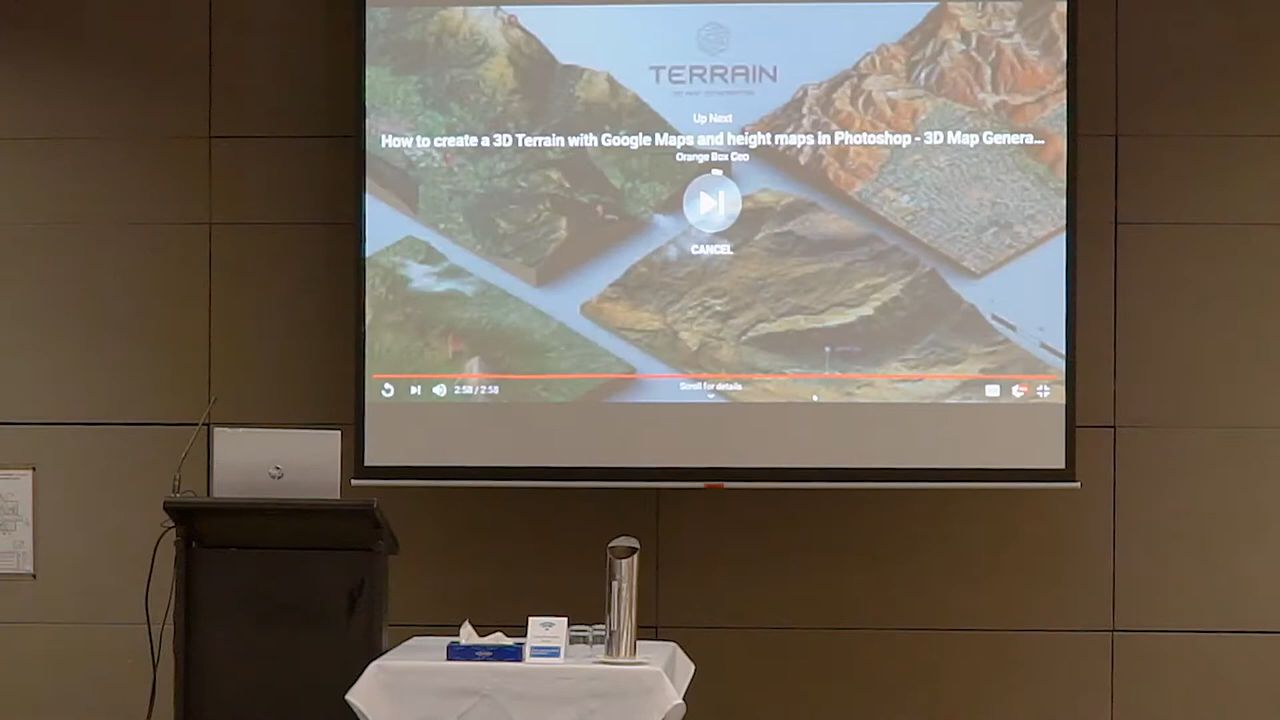 TERRAIN
Up Next
How to create a 3D Terrain with Google Maps and height maps in Photoshop - 3D Map Genera...
Orange Box Ceo
CANCEL
2:58 / 2:58
Scroll for details
hp